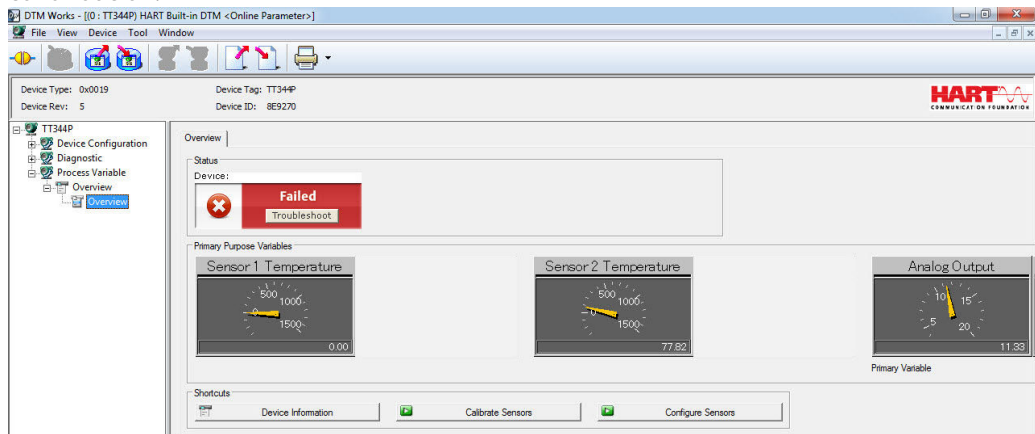 DTM Works - [(0 : TT344P) HART Built-in DTM <Online Parameter>]
File View Device Tool Window
Device Type: 0x0019 Device Tag: TT344P
Device Rev: 5 Device ID: 8E9270
HART
COMMUNICATION FOUNDATION
TT344P
Device Configuration
Diagnostic
Process Variable
Overview
Overview
Overview
Status
Device:
Failed
Troubleshoot
Primary Purpose Variables
Sensor 1 Temperature
0 500 1000 1500
0.00
Sensor 2 Temperature
0 500 1000 1500
77.82
Analog Output
5 10 15 20
11.33
Primary Variable
Shortcuts
Device Information
Calibrate Sensors
Configure Sensors